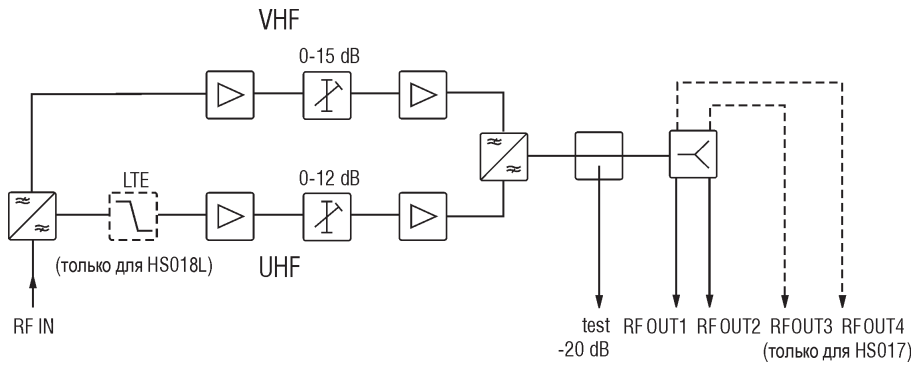 VHF
0-15 dB
LTE
0-12 dB
(только для HS018L)
UHF
RF IN
test
-20 dB
RF OUT1
RF OUT2
RF OUT3
RF OUT4
(только для HS017)